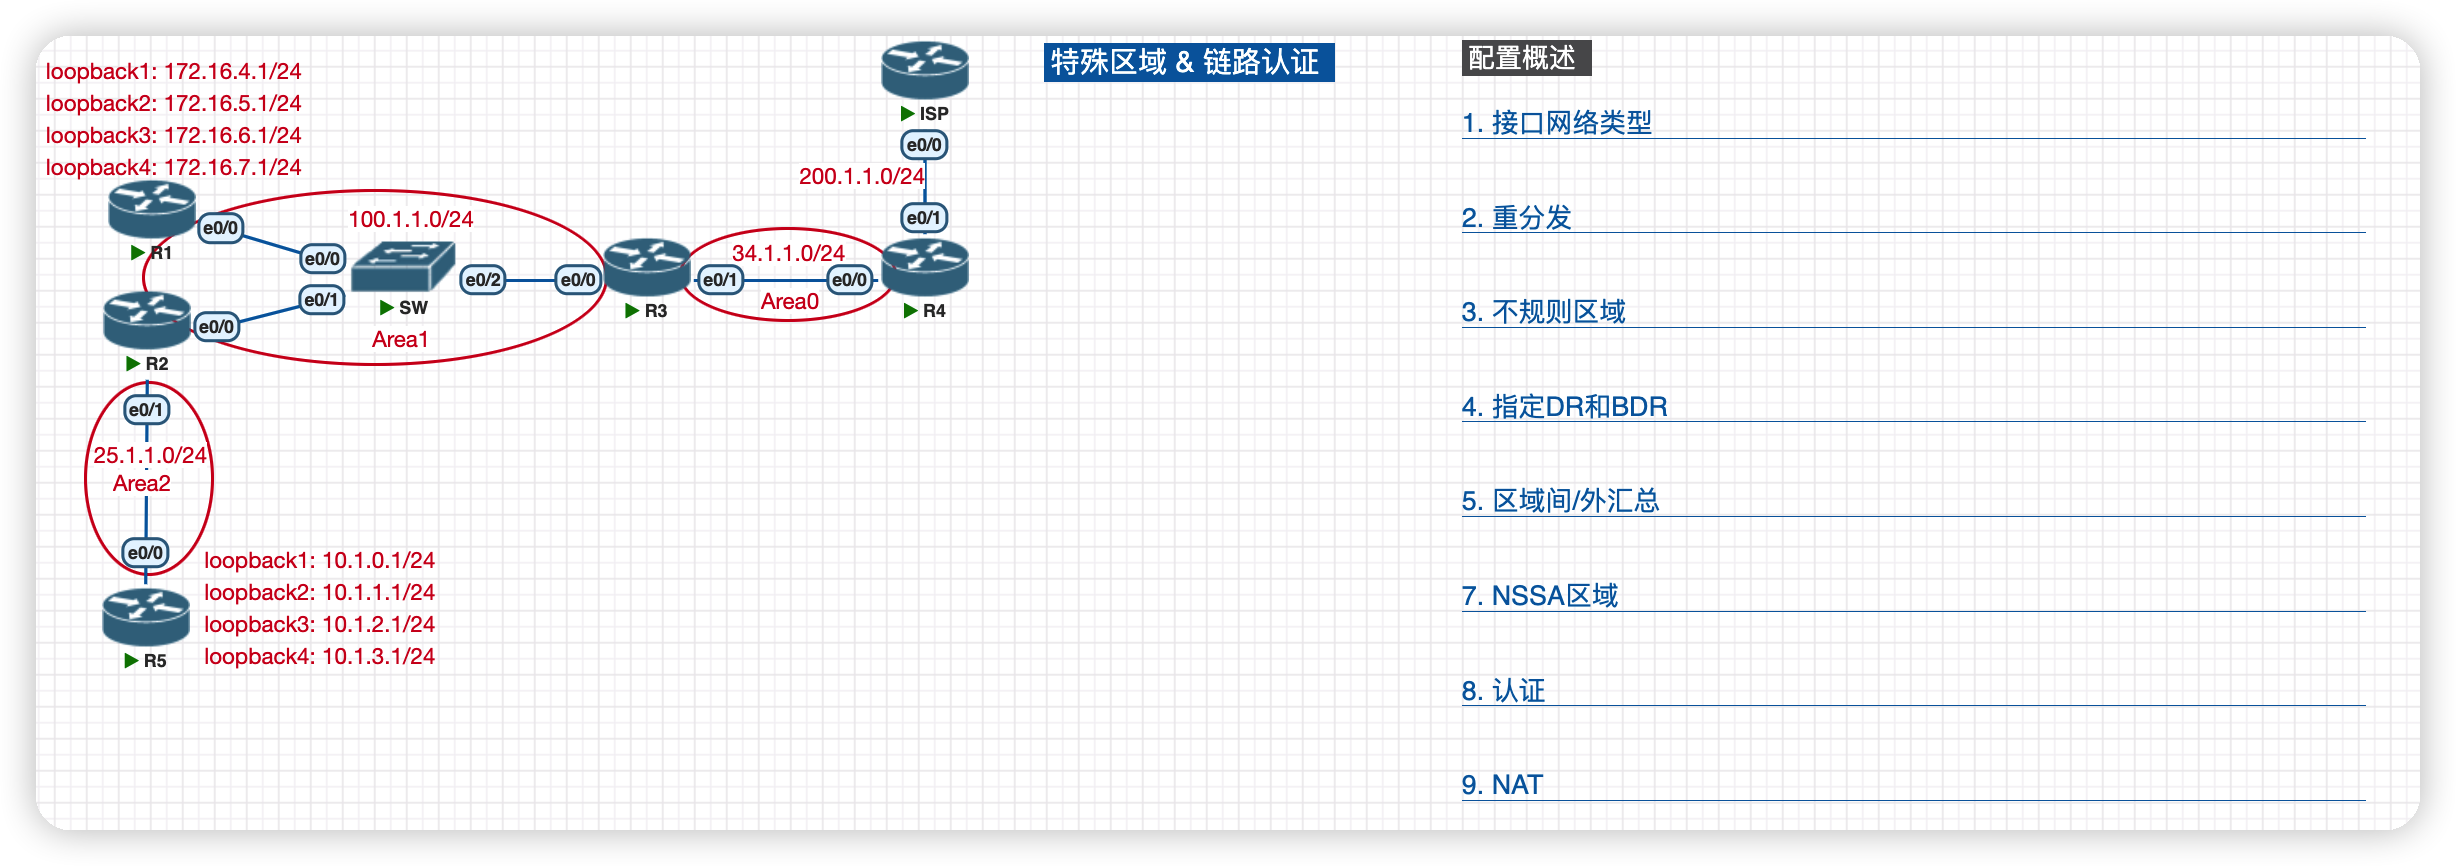 loopback1: 172.16.4.1/24
loopback2: 172.16.5.1/24
loopback3: 172.16.6.1/24
loopback4: 172.16.7.1/24
R1
e0/0
100.1.1.0/24
e0/0
e0/1
SW
e0/2
Area1
e0/0
R2
e0/1
25.1.1.0/24
Area2
e0/0
R5
loopback1: 10.1.0.1/24
loopback2: 10.1.1.1/24
loopback3: 10.1.2.1/24
loopback4: 10.1.3.1/24
e0/0
R3
e0/1
34.1.1.0/24
Area0
e0/0
R4
e0/1
200.1.1.0/24
e0/0
ISP
特殊区域 & 链路认证
配置概述
1. 接口网络类型
2. 重分发
3. 不规则区域
4. 指定DR和BDR
5. 区域间/外汇总
7. NSSA区域
8. 认证
9. NAT